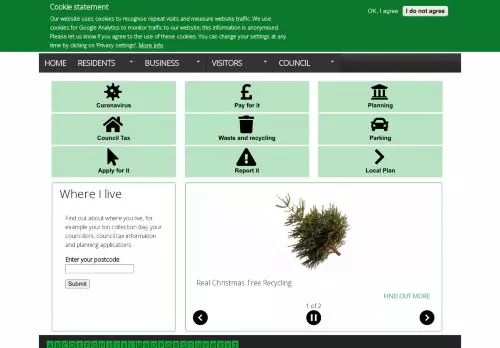 Cookie statement
Our website uses cookies to recognise repeat visits and measure website traffic. We use
cookies for Google Analytics to monitor traffic to our website; this information is anonymised.
Please let us know if you agree to the use of these cookies. You can change your settings at any
time by clicking on 'Privacy settings'. More info
OK, I agree
I do not agree
HOME RESIDENTS BUSINESS VISITORS COUNCIL
Coronavirus
Pay for it
Planning
Council Tax
Waste and recycling
Parking
Apply for it
Report it
Local Plan
Where I live
Find out about where you live, for
example your bin collection day, your
councillors, council tax information
and planning applications.
Enter your postcode
Submit
Real Christmas Tree Recycling
FIND OUT MORE
1 of 2
A B C D E F G H I J K L M N O P Q R S T U V W X Y Z